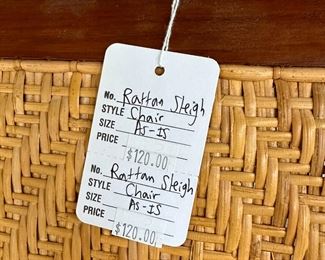 No. Rattan Sleigh
STYLE Chair
SIZE AS-IS
PRICE
$120.00
No. Rattan Sleigh
STYLE Chair
SIZE AS-IS
PRICE
$120.00